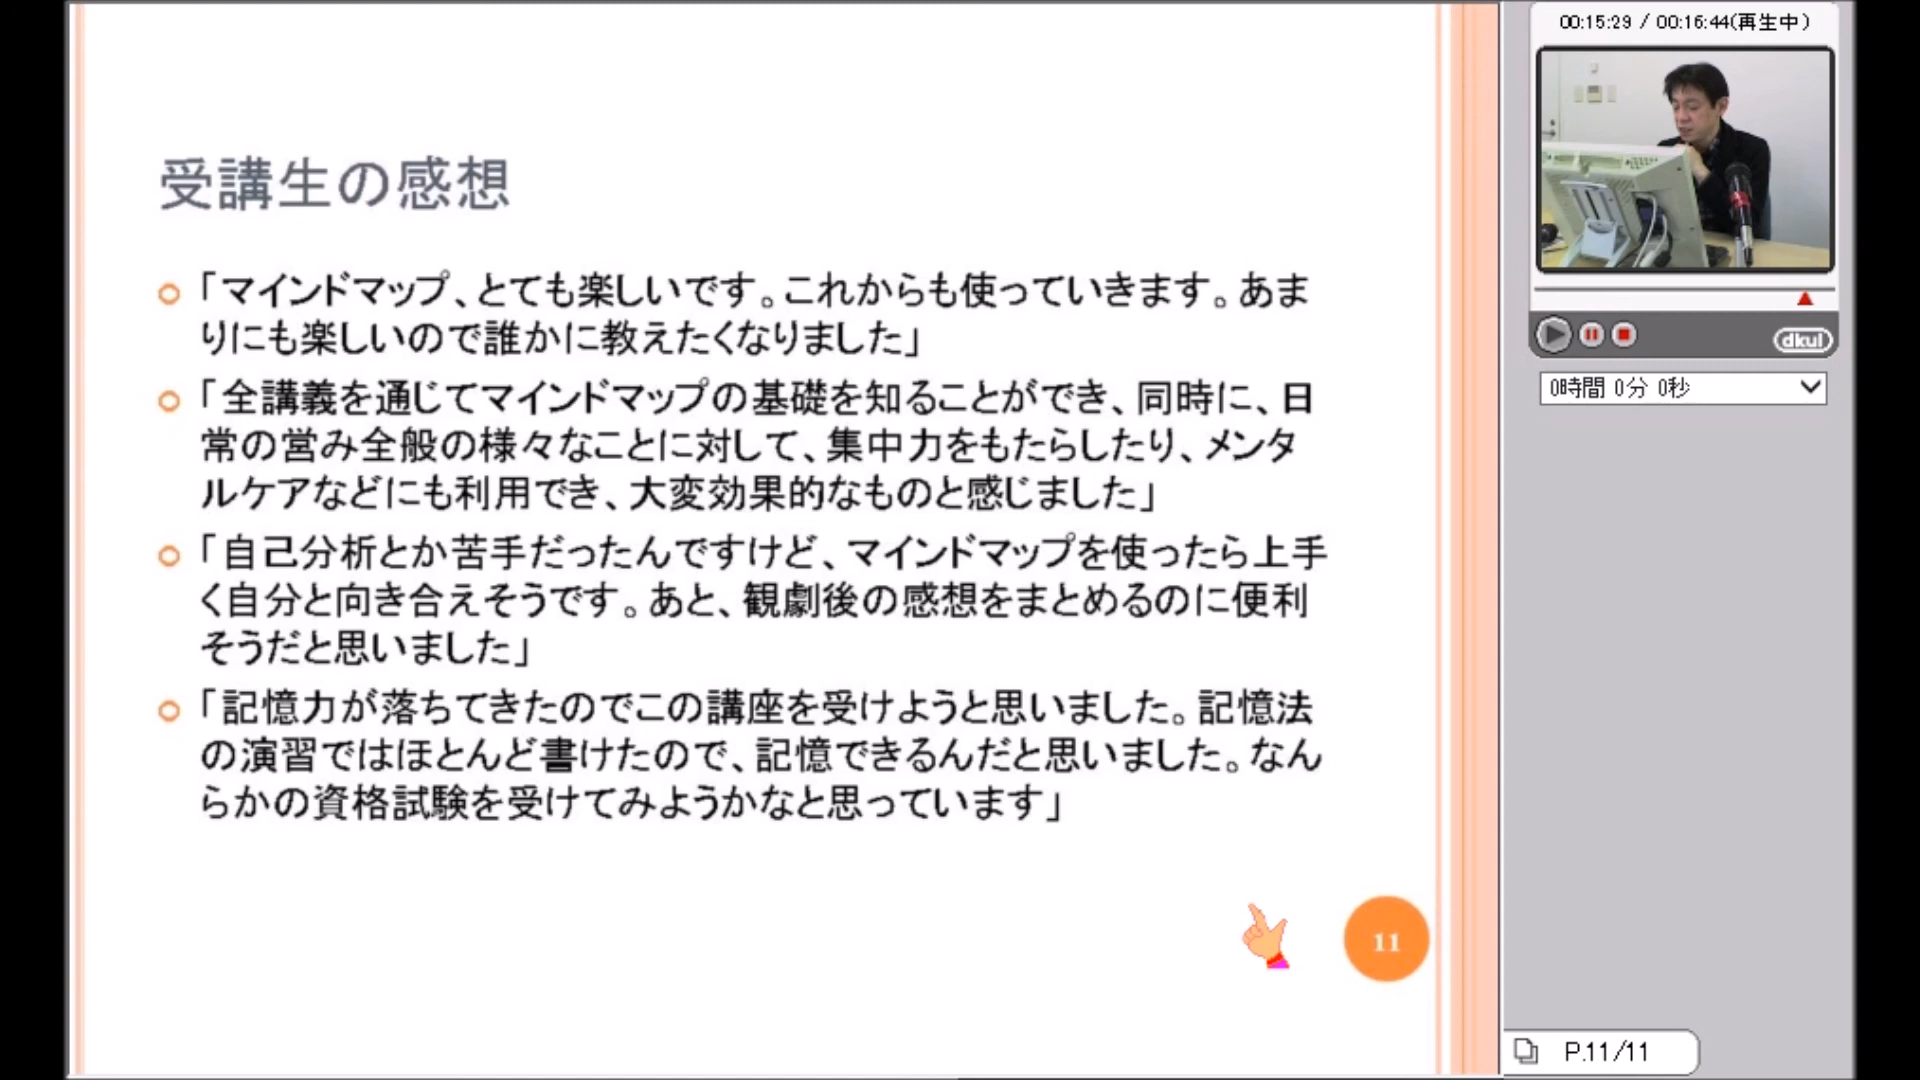 受講生の感想
「マインドマップ、とても楽しいです。これからも使っていきます。あま
りにも楽しいので誰かに教えたくなりました」
「全講義を通じてマインドマップの基礎を知ることができ、同時に、日
常の営み全般の様々なことに対して、集中力をもたらしたり、メンタ
ルケアなどにも利用でき、大変効果的なものと感じました」
「自己分析とか苦手だったんですけど、マインドマップを使ったら上手
く自分と向き合えそうです。あと、観劇後の感想をまとめるのに便利
そうだと思いました」
「記憶力が落ちてきたのでこの講座を受けようと思いました。記憶法
の演習ではほとんど書けたので、記憶できるんだと思いました。なん
らかの資格試験を受けてみようかなと思っています」
11
00:15:29 / 00:16:44(再生中)
dkul
0時間 0分 0秒
P.11/11